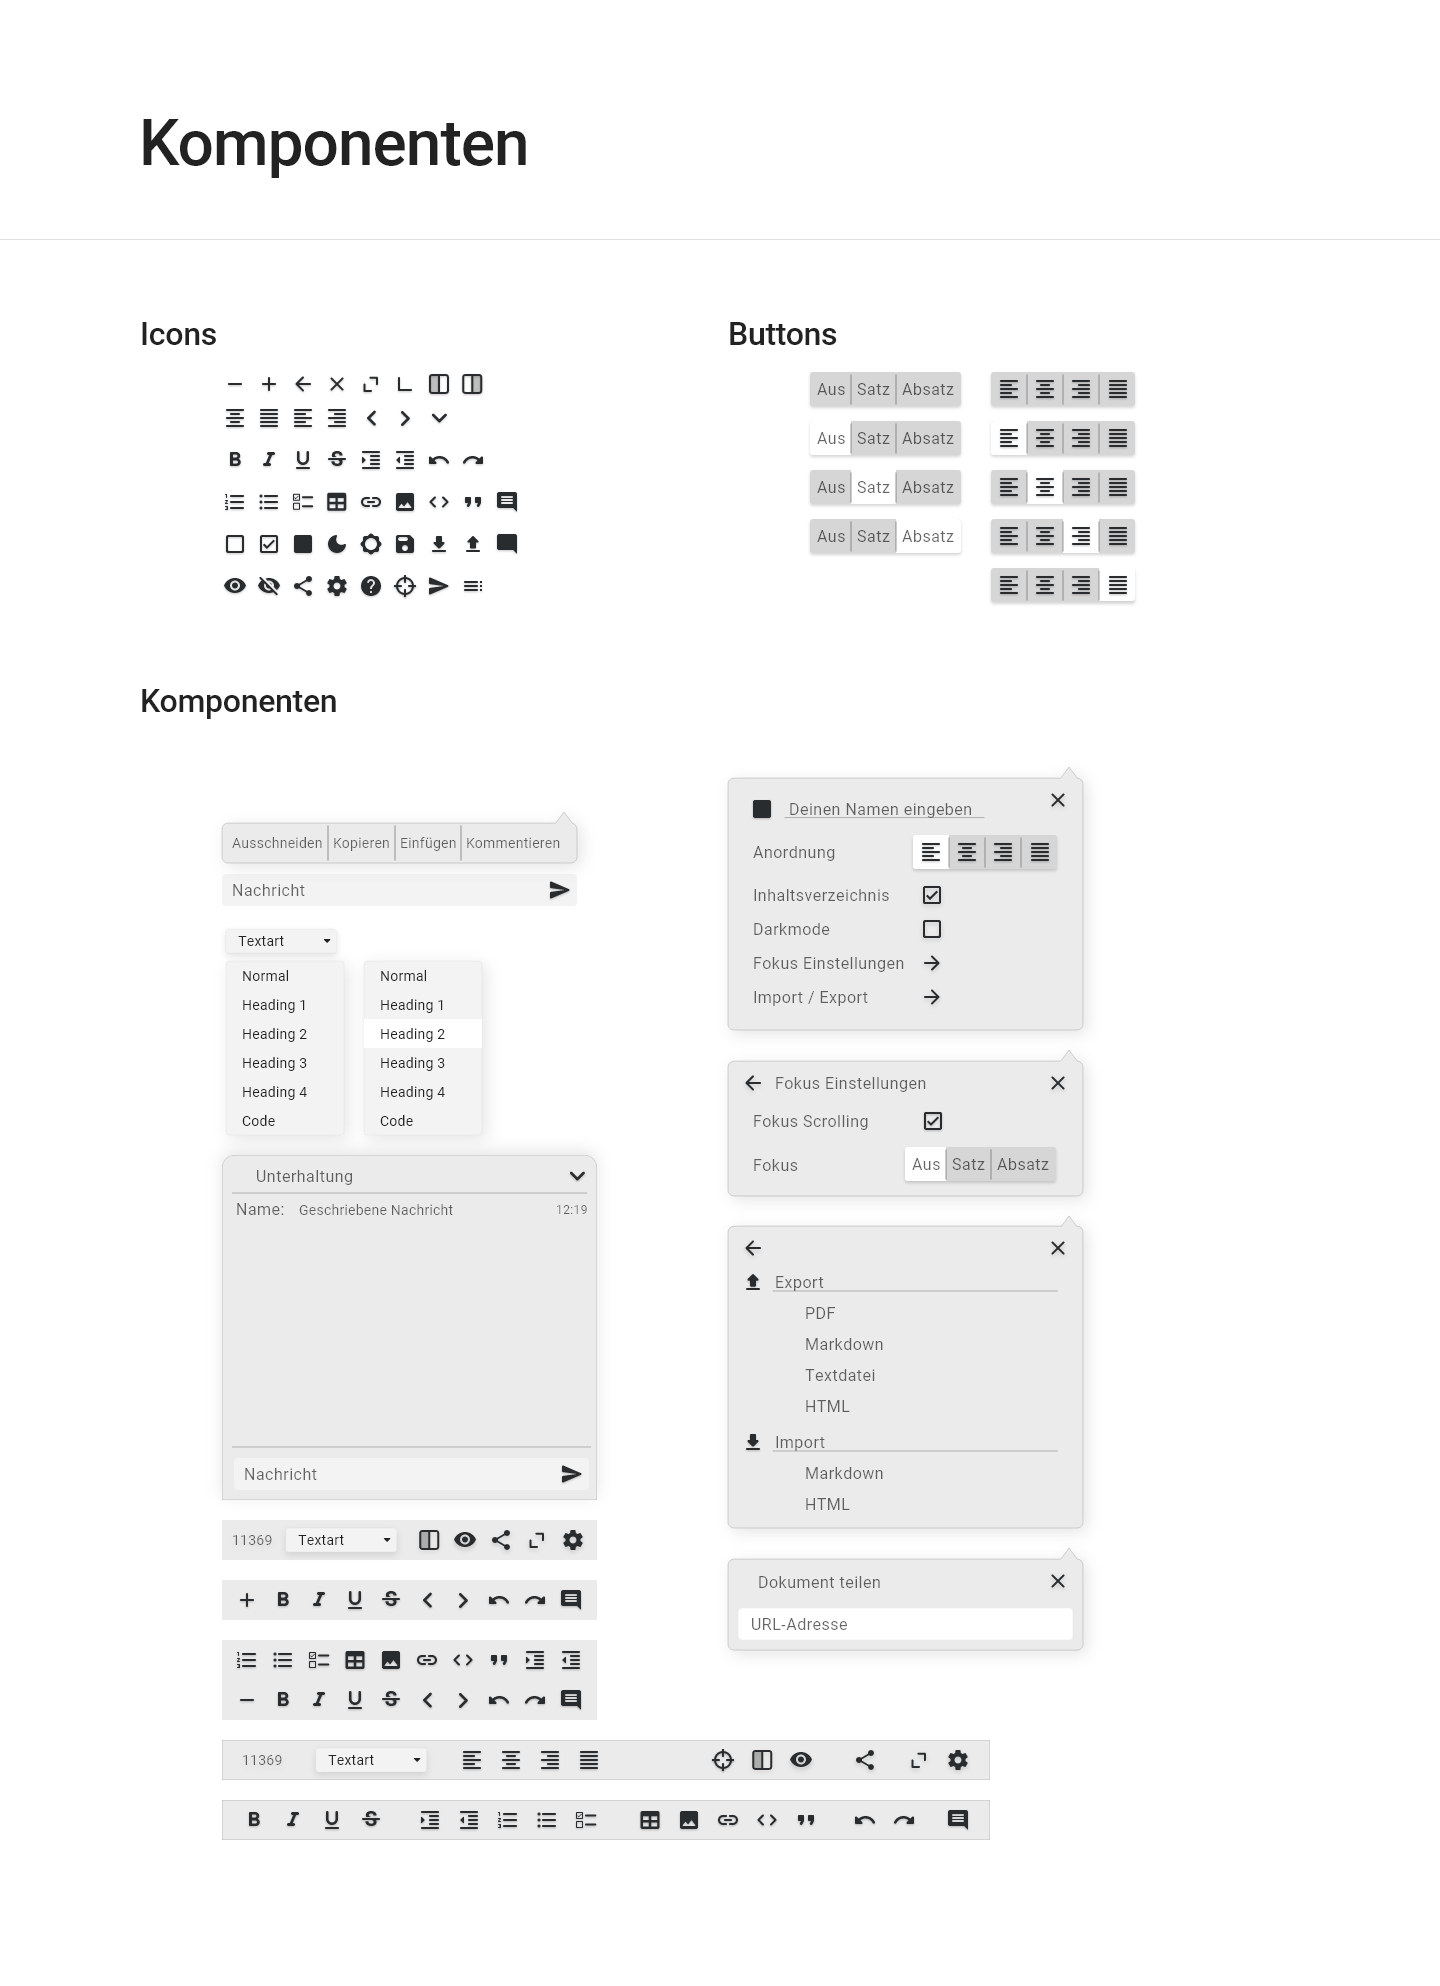 Komponenten
Icons
Buttons
Aus Satz Absatz
Aus Satz Absatz
Aus Satz Absatz
Aus Satz Absatz
Komponenten
Ausschneiden Kopieren Einfügen Kommentieren
Nachricht
Textart
Normal
Heading 1
Heading 2
Heading 3
Heading 4
Code
Normal
Heading 1
Heading 2
Heading 3
Heading 4
Code
Unterhaltung
Name: Geschriebene Nachricht 12:19
Nachricht
11369 Textart
11369 Textart
Deinen Namen eingeben
Anordnung
Inhaltsverzeichnis
Darkmode
Fokus Einstellungen
Import / Export
Fokus Einstellungen
Fokus Scrolling
Fokus Aus Satz Absatz
Export
PDF
Markdown
Textdatei
HTML
Import
Markdown
HTML
Dokument teilen
URL-Adresse